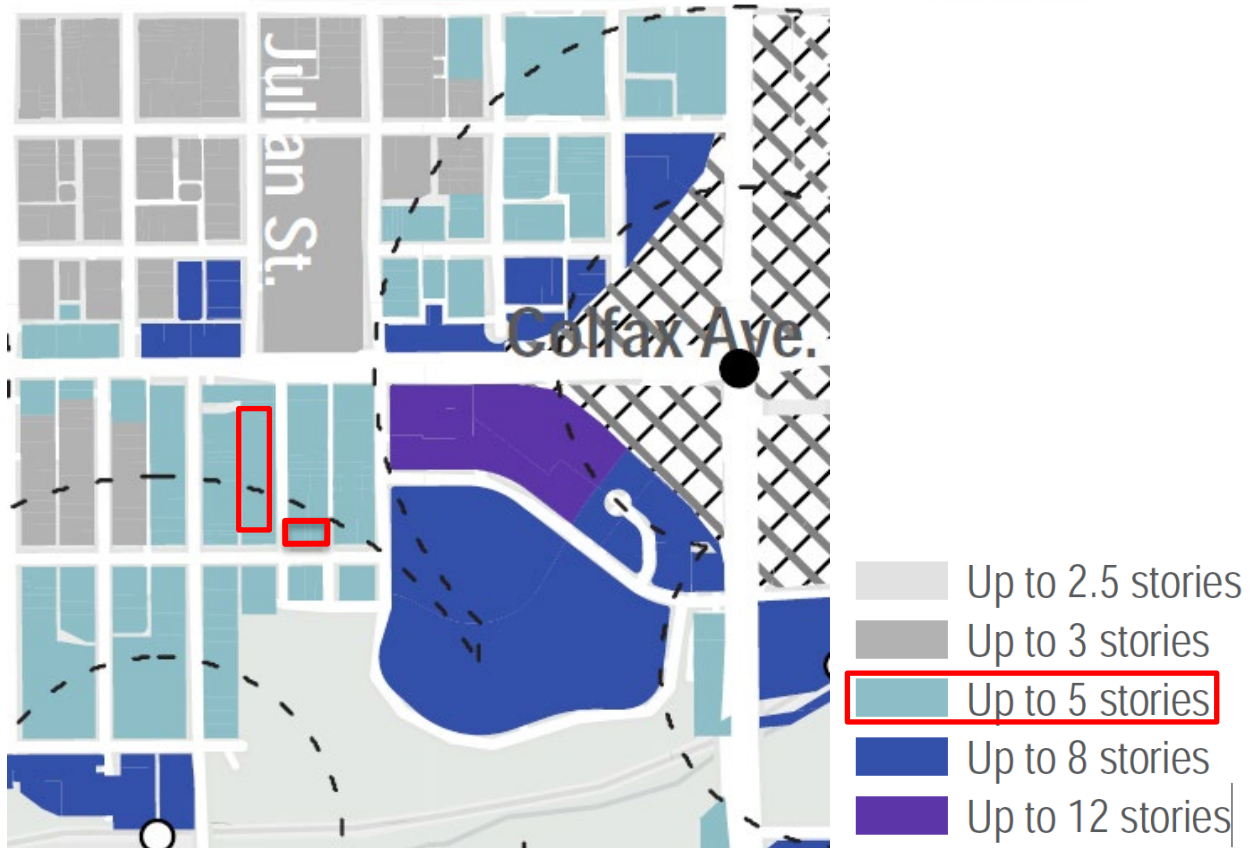 Julian St.
Colfax Ave.
Up to 2.5 stories
Up to 3 stories
Up to 5 stories
Up to 8 stories
Up to 12 stories